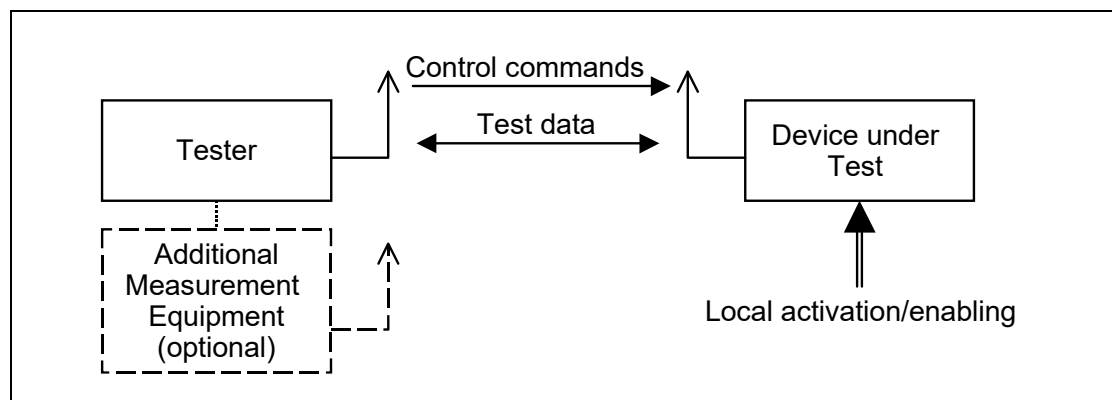 Control commands
Test data
Tester
Device under
Test
Additional
Measurement
Equipment
(optional)
Local activation/enabling